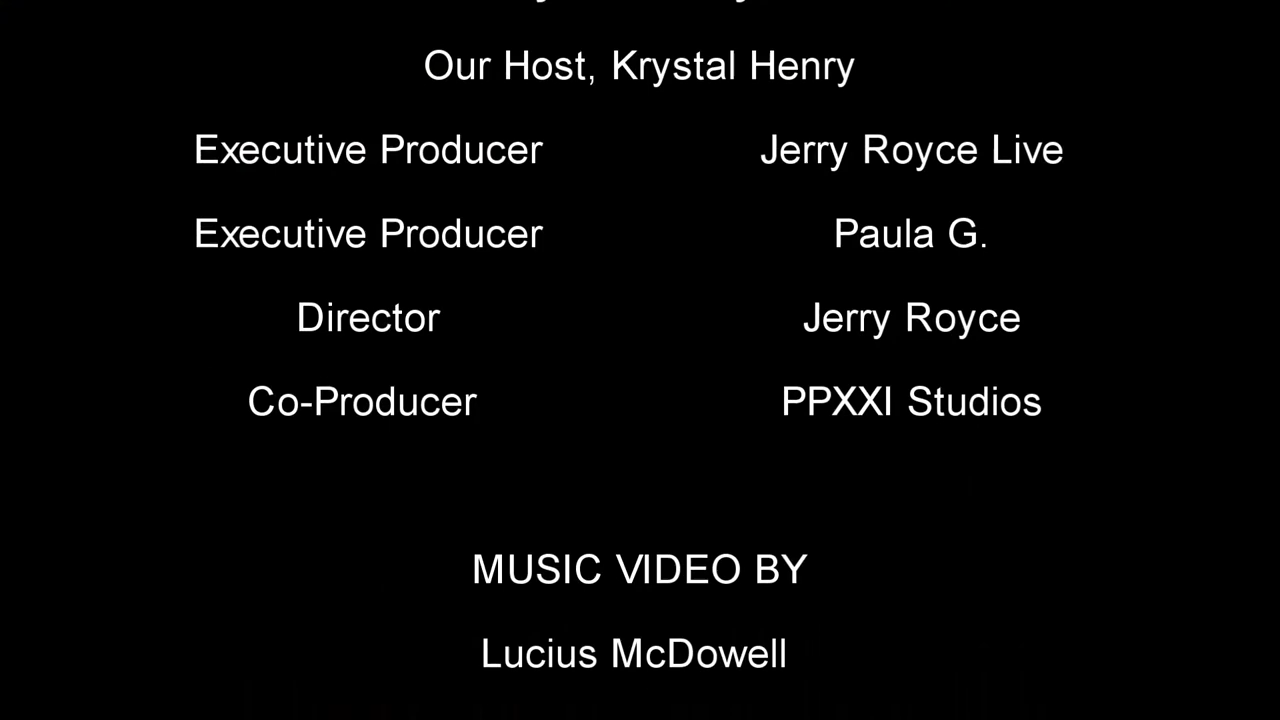 Our Host, Krystal Henry
Executive Producer Jerry Royce Live
Executive Producer Paula G.
Director Jerry Royce
Co-Producer PPXXI Studios
MUSIC VIDEO BY
Lucius McDowell